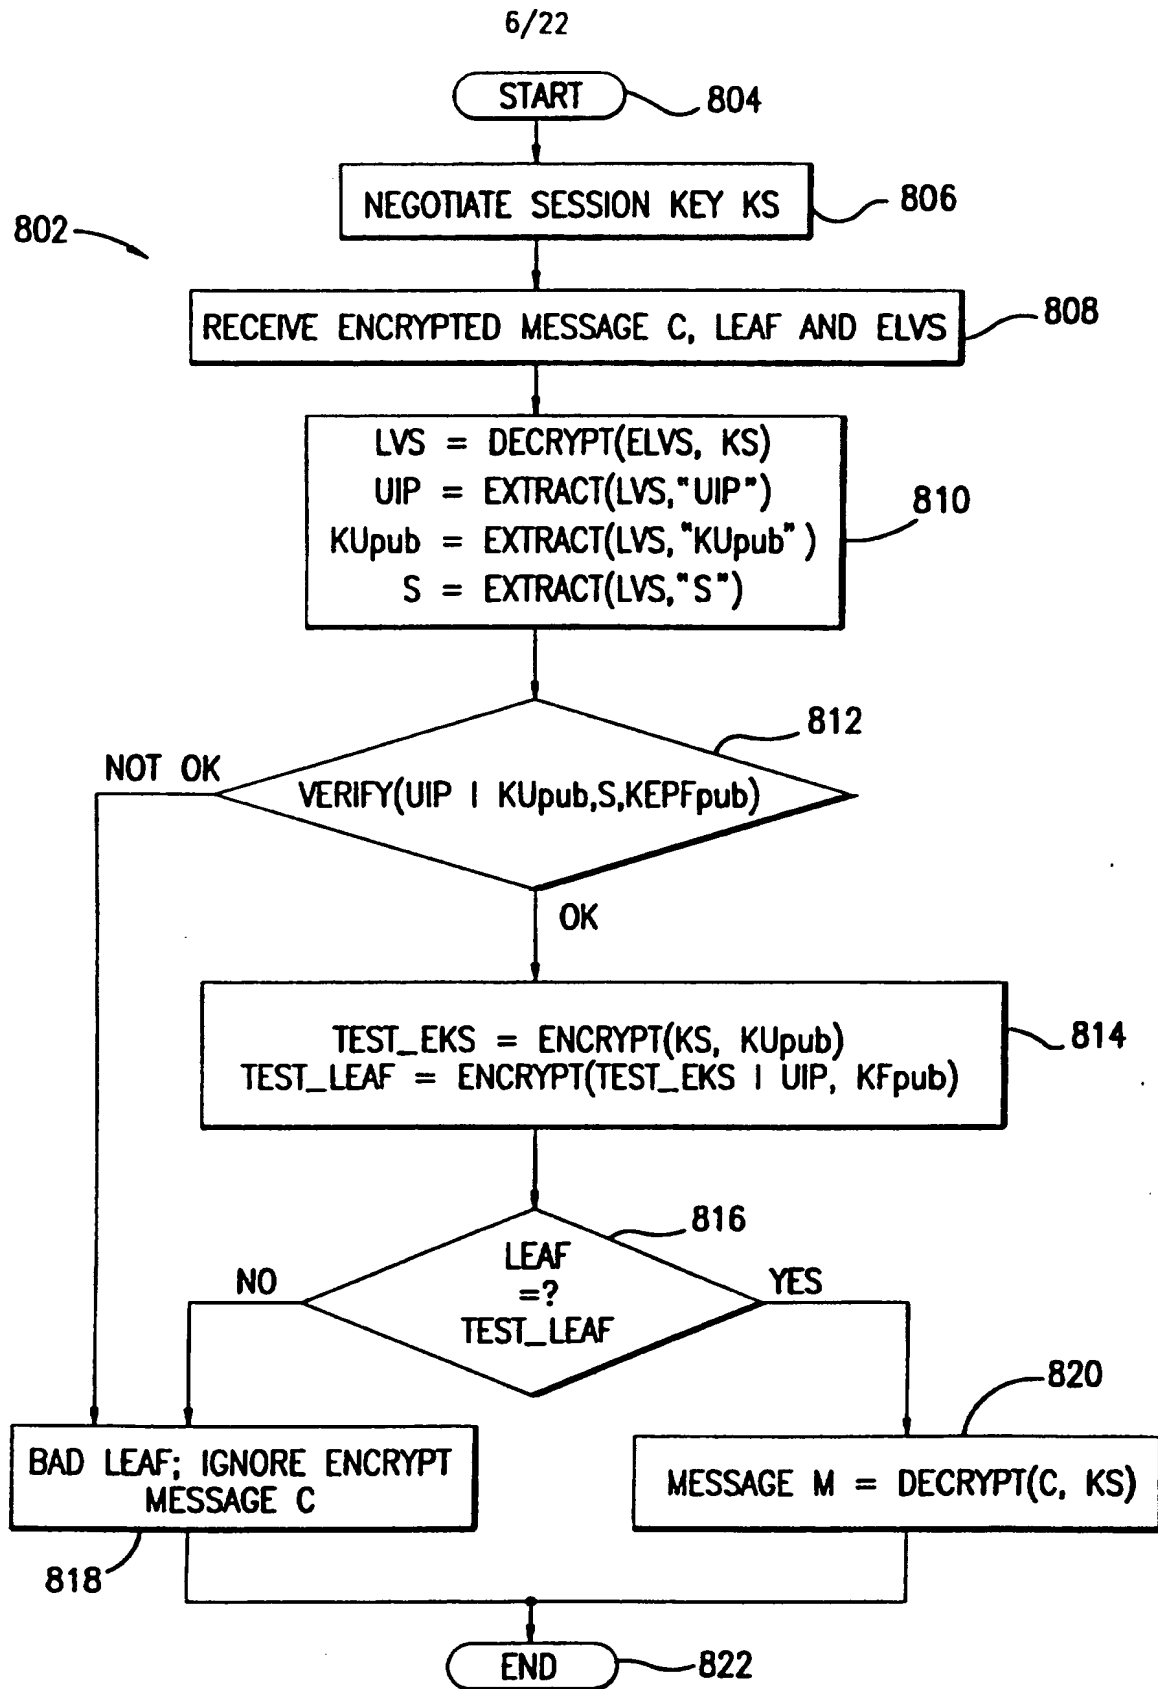 6/22
START
804
NEGOTIATE SESSION KEY KS
806
802
RECEIVE ENCRYPTED MESSAGE C, LEAF AND ELVS
808
LVS = DECRYPT(ELVS, KS)
UIP = EXTRACT(LVS,"UIP")
KUpub = EXTRACT(LVS,"KUpub")
S = EXTRACT(LVS,"S")
810
812
NOT OK
VERIFY(UIP | KUpub,S,KEPFpub)
OK
TEST_EKS = ENCRYPT(KS, KUpub)
TEST_LEAF = ENCRYPT(TEST_EKS | UIP, KFpub)
814
816
LEAF
=?
TEST_LEAF
NO
YES
820
BAD LEAF; IGNORE ENCRYPT
MESSAGE C
MESSAGE M = DECRYPT(C, KS)
818
END
822